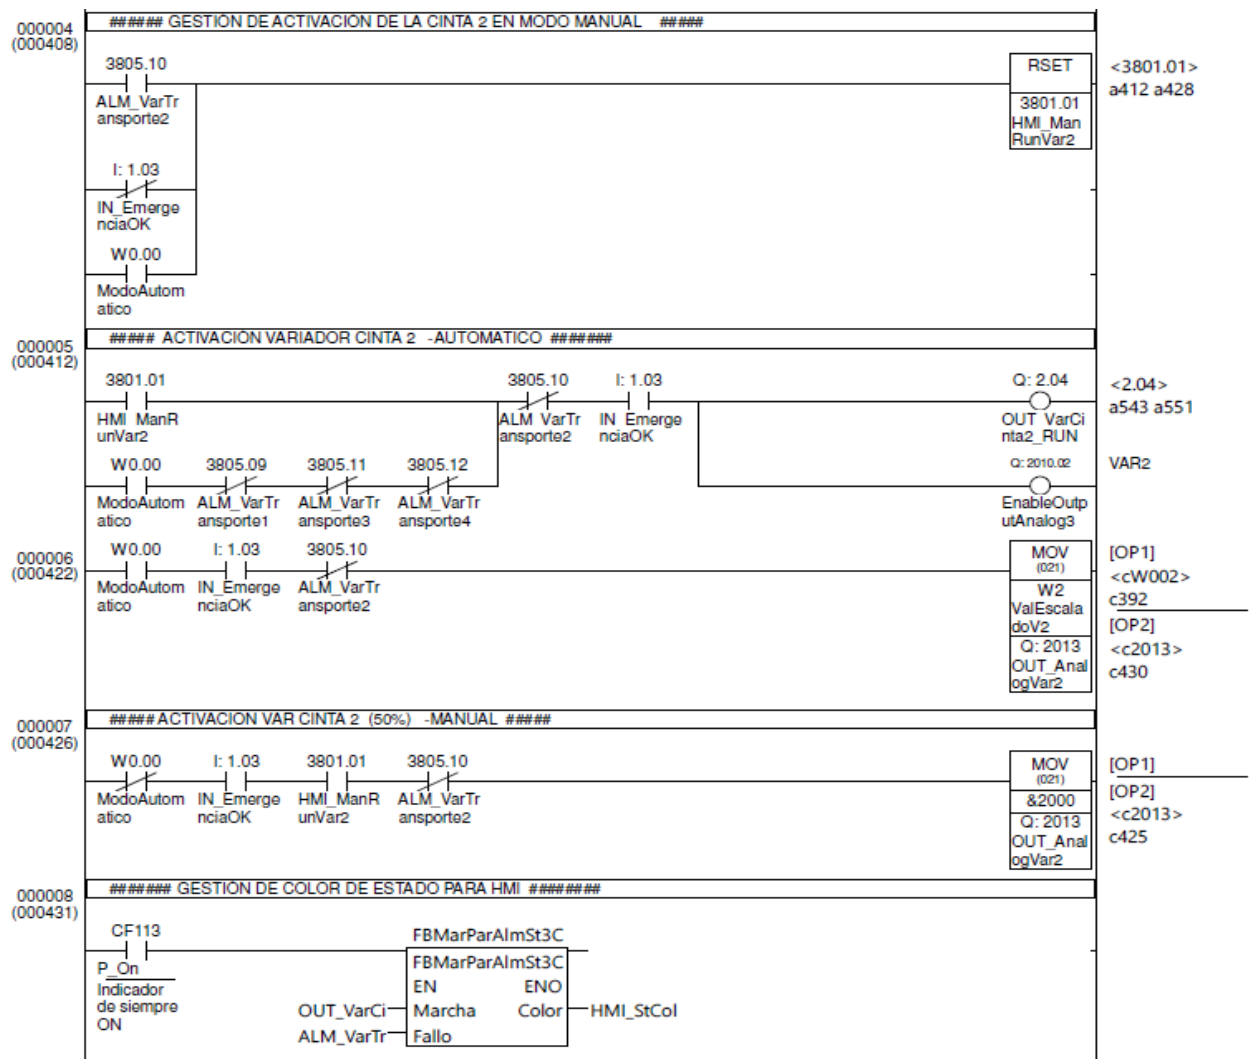 000004
(000408)
###### GESTIÓN DE ACTIVACIÓN DE LA CINTA 2 EN MODO MANUAL #####
3805.10
ALM_VarTr
ansporte2
RSET
3801.01
HMI_Man
RunVar2
<3801.01>
a412 a428
I: 1.03
IN_Emerge
nciaOK
W0.00
ModoAutom
atico
000005
(000412)
##### ACTIVACIÓN VARIADOR CINTA 2 -AUTOMATICO #######
3801.01
HMI_ManR
unVar2
3805.10
ALM_VarTr
ansporte2
I: 1.03
IN_Emerge
nciaOK
Q: 2.04
OUT_VarCi
nta2_RUN
<2.04>
a543 a551
W0.00
ModoAutom
atico
3805.09
ALM_VarTr
ansporte1
3805.11
ALM_VarTr
ansporte3
3805.12
ALM_VarTr
ansporte4
Q: 2010.02
EnableOutp
utAnalog3
VAR2
000006
(000422)
W0.00
ModoAutom
atico
I: 1.03
IN_Emerge
nciaOK
3805.10
ALM_VarTr
ansporte2
MOV
(021)
W2
ValEscala
doV2
Q: 2013
OUT_Anal
ogVar2
[OP1]
<cW002>
c392
[OP2]
<c2013>
c430
000007
(000426)
##### ACTIVACION VAR CINTA 2 (50%) -MANUAL #####
W0.00
ModoAutom
atico
I: 1.03
IN_Emerge
nciaOK
3801.01
HMI_ManR
unVar2
3805.10
ALM_VarTr
ansporte2
MOV
(021)
&2000
Q: 2013
OUT_Anal
ogVar2
[OP1]
[OP2]
<c2013>
c425
000008
(000431)
####### GESTIÓN DE COLOR DE ESTADO PARA HMI ########
CF113
P_On
Indicador
de siempre
ON
FBMarParAlmSt3C
FBMarParAlmSt3C
EN ENO
OUT_VarCi Marcha Color HMI_StCol
ALM_VarTr Fallo